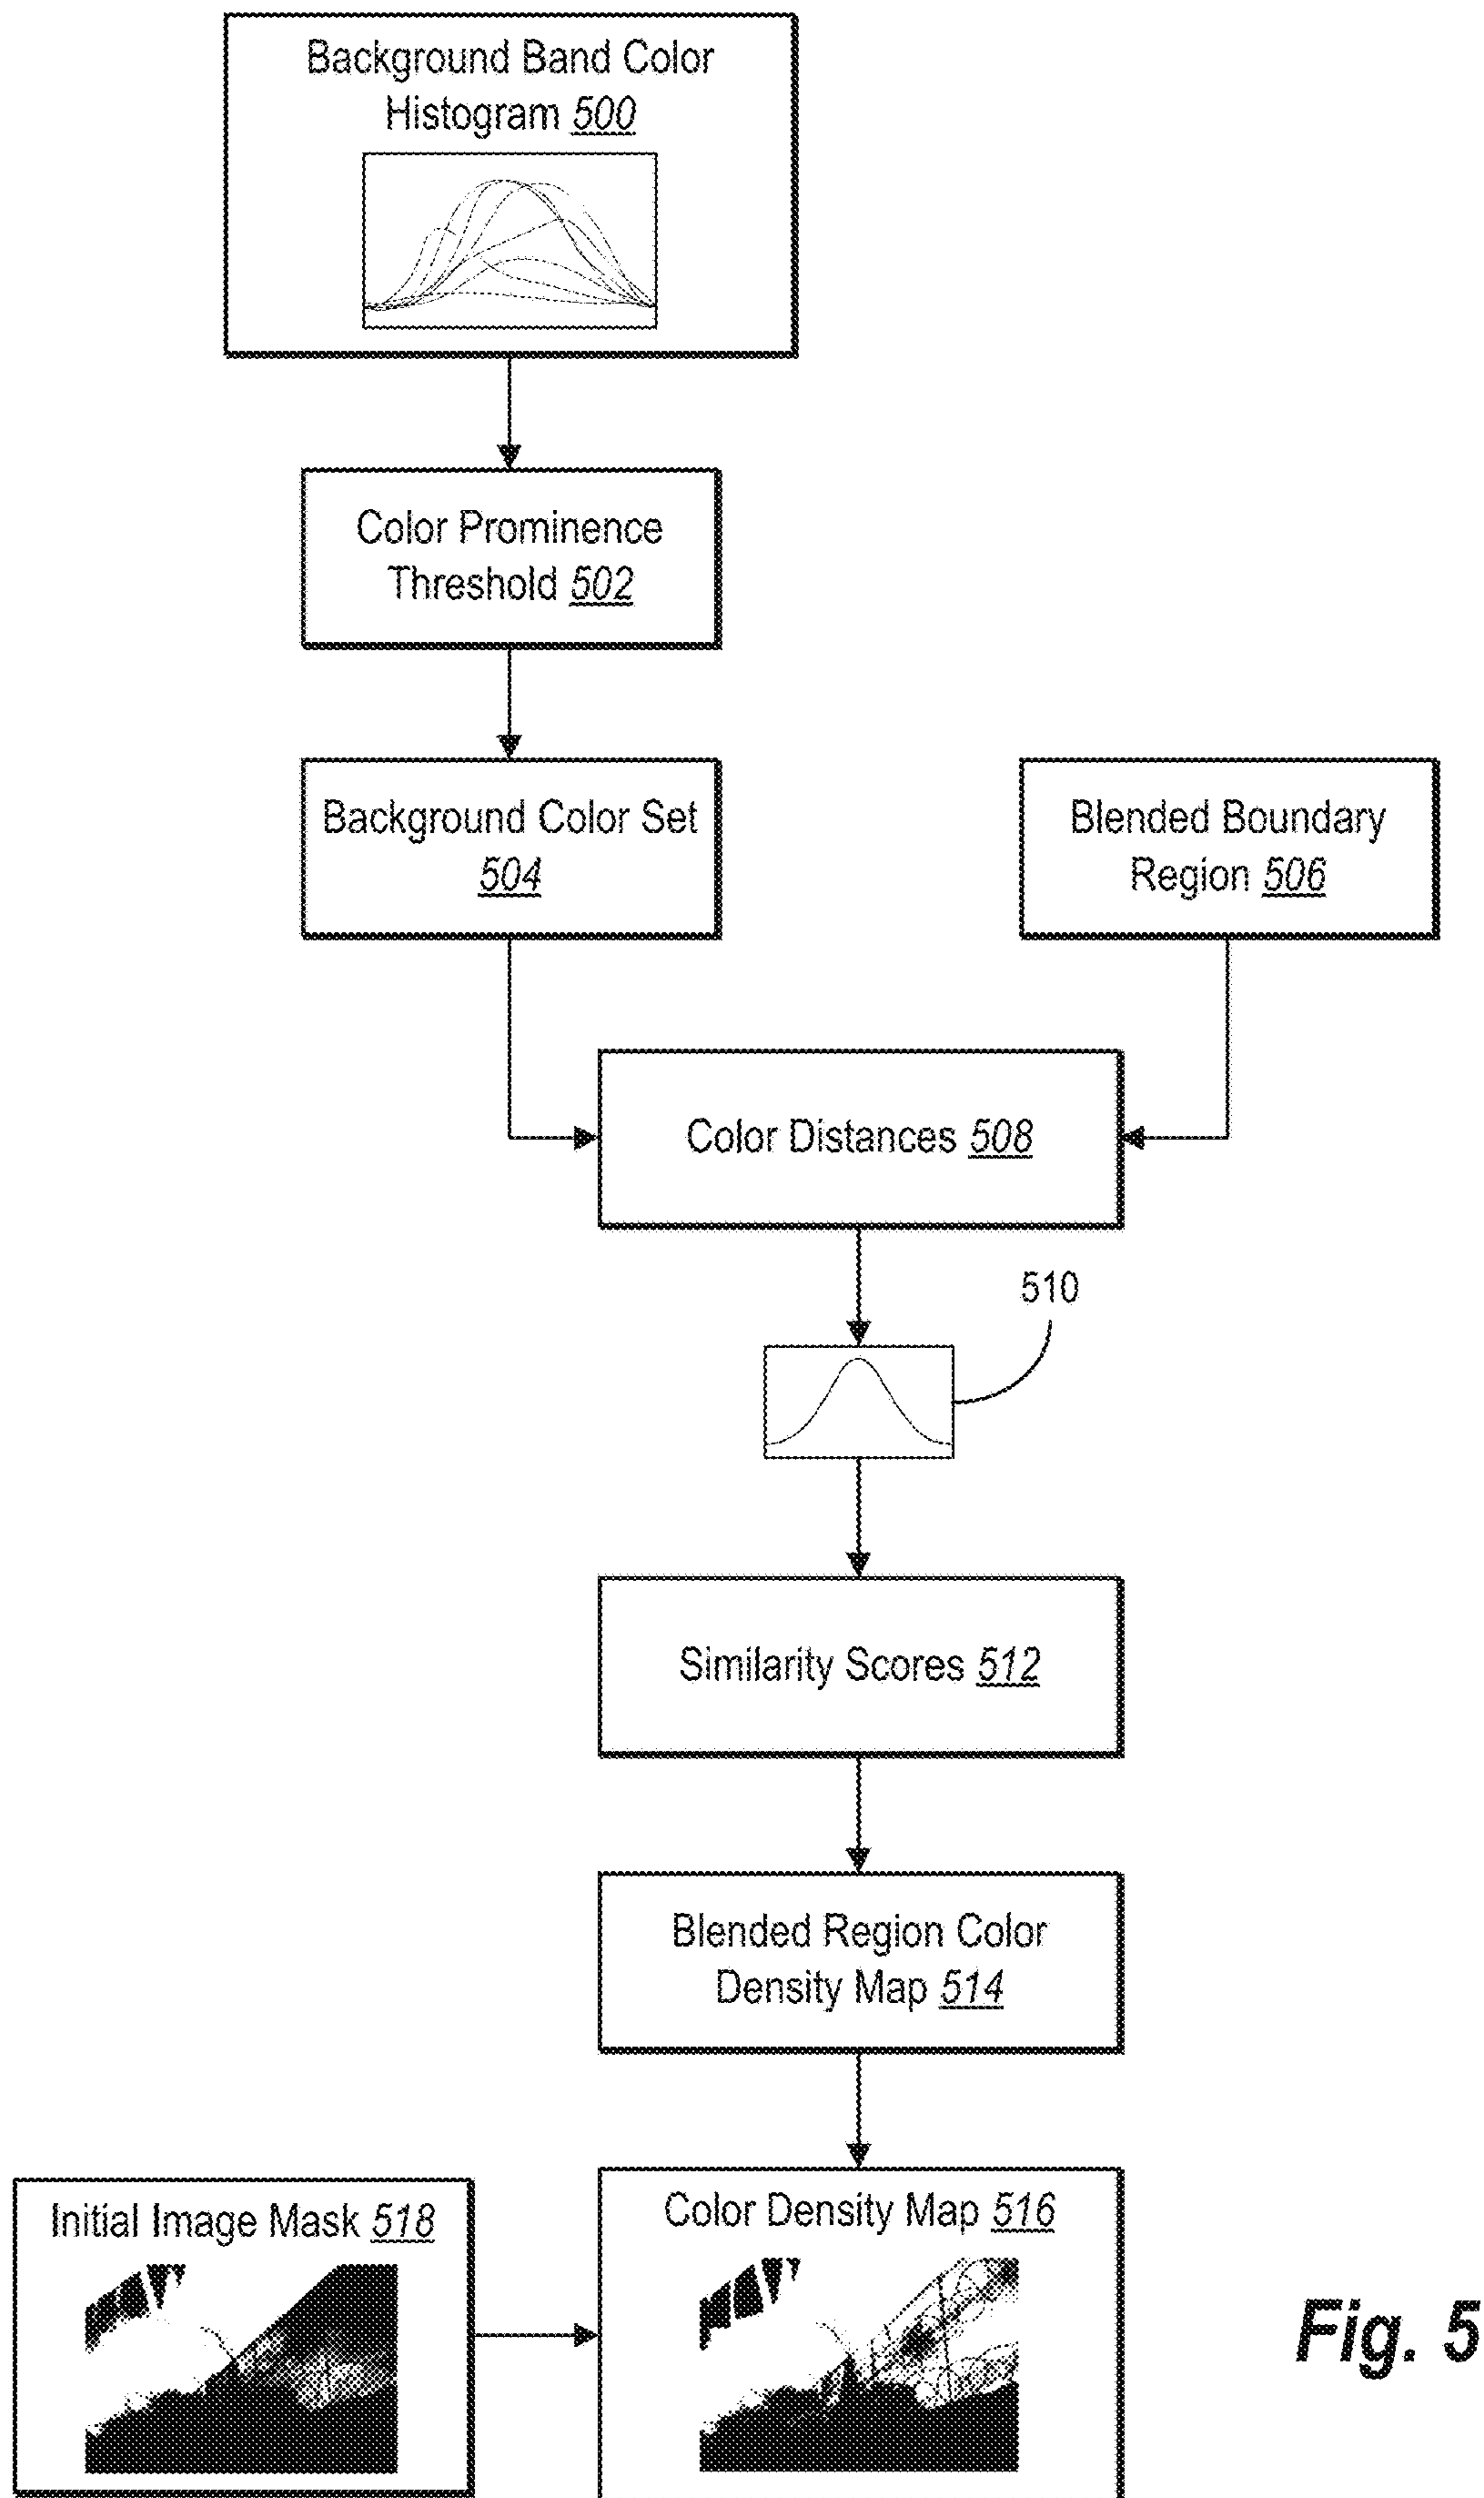 Background Band Color
Histogram 500
Color Prominence
Threshold 502
Background Color Set
504
Blended Boundary
Region 506
Color Distances 508
510
Similarity Scores 512
Blended Region Color
Density Map 514
Initial Image Mask 518
Color Density Map 516
Fig. 5